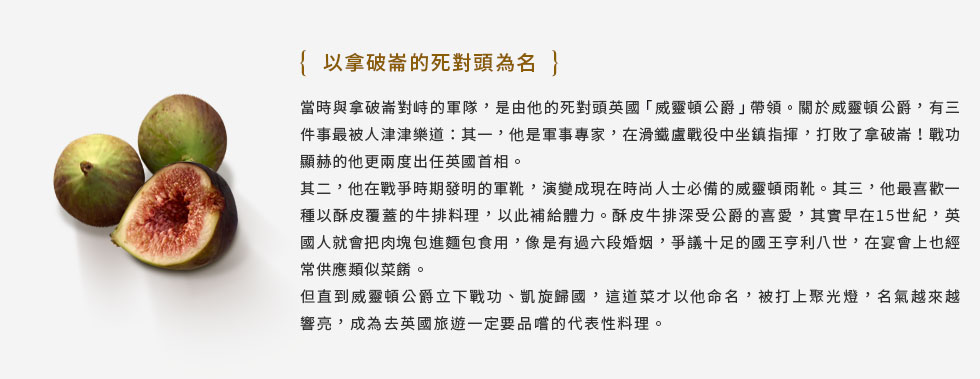 { 以拿破崙的死對頭為名 }
當時與拿破崙對峙的軍隊，是由他的死對頭英國「威靈頓公爵」帶領。關於威靈頓公爵，有三
件事最被人津津樂道：其一，他是軍事專家，在滑鐵盧戰役中坐鎮指揮，打敗了拿破崙！戰功
顯赫的他更兩度出任英國首相。
其二，他在戰爭時期發明的軍靴，演變成現在時尚人士必備的威靈頓雨靴。其三，他最喜歡一
種以酥皮覆蓋的牛排料理，以此補給體力。酥皮牛排深受公爵的喜愛，其實早在15世紀，英
國人就會把肉塊包進麵包食用，像是有過六段婚姻，爭議十足的國王亨利八世，在宴會上也經
常供應類似菜餚。
但直到威靈頓公爵立下戰功、凱旋歸國，這道菜才以他命名，被打上聚光燈，名氣越來越
響亮，成為去英國旅遊一定要品嚐的代表性料理。